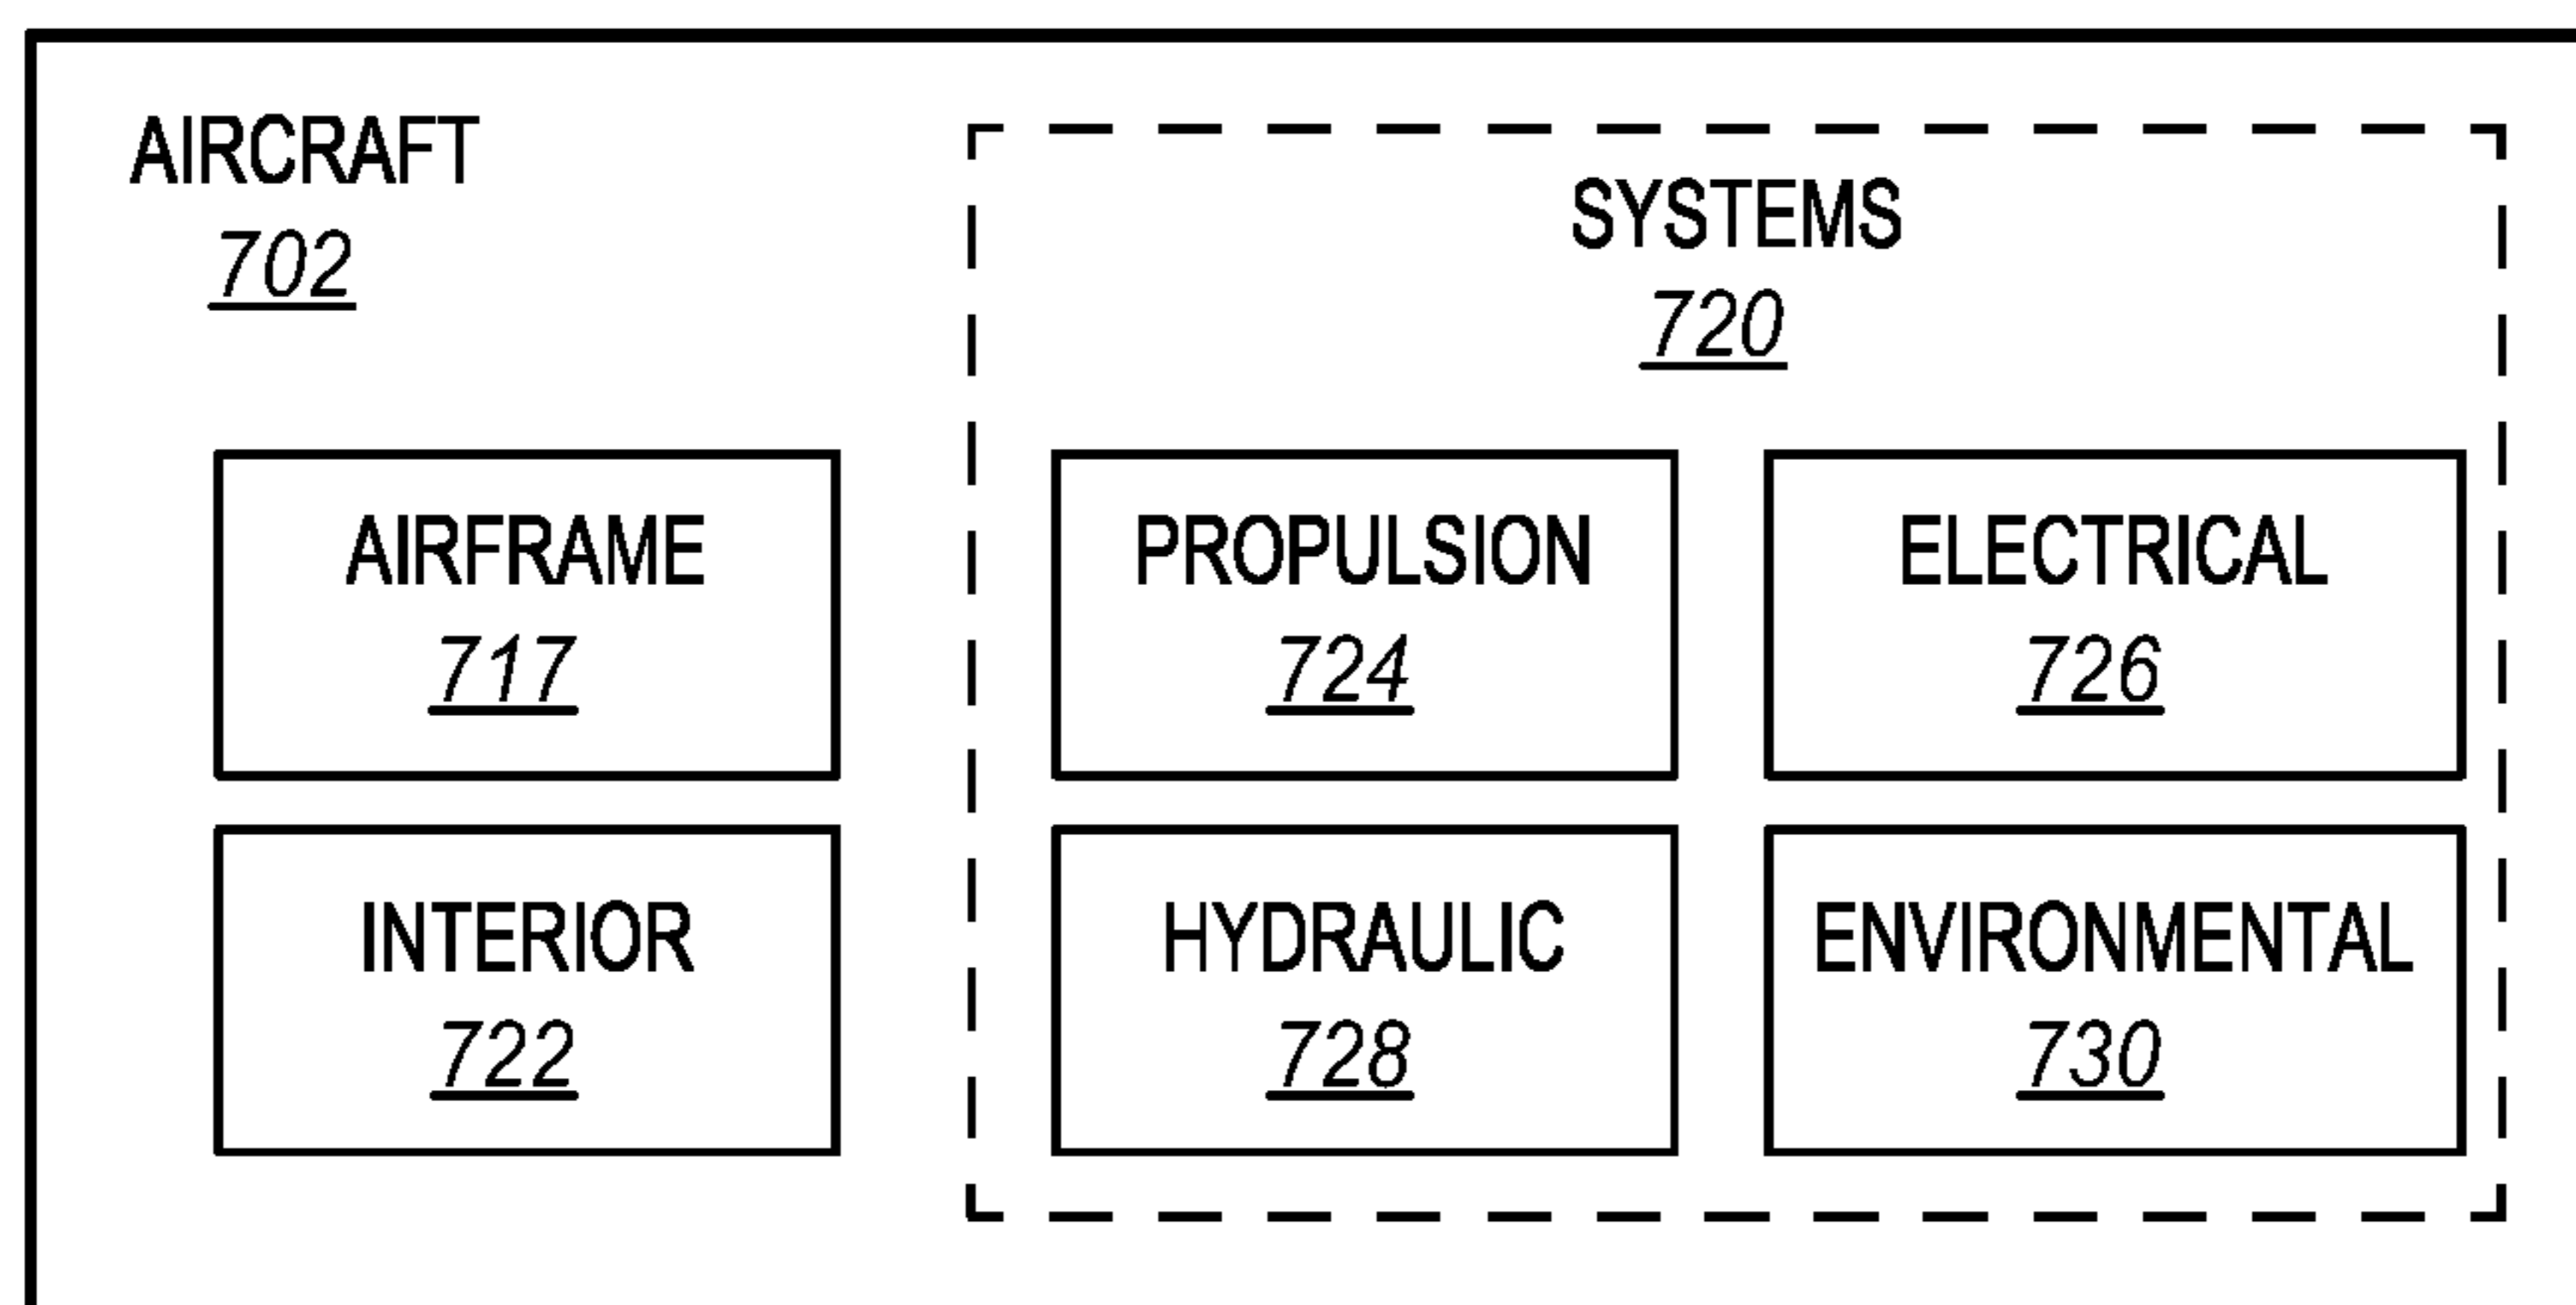 AIRCRAFT
702
SYSTEMS
720
AIRFRAME
717
PROPULSION
724
ELECTRICAL
726
INTERIOR
722
HYDRAULIC
728
ENVIRONMENTAL
730